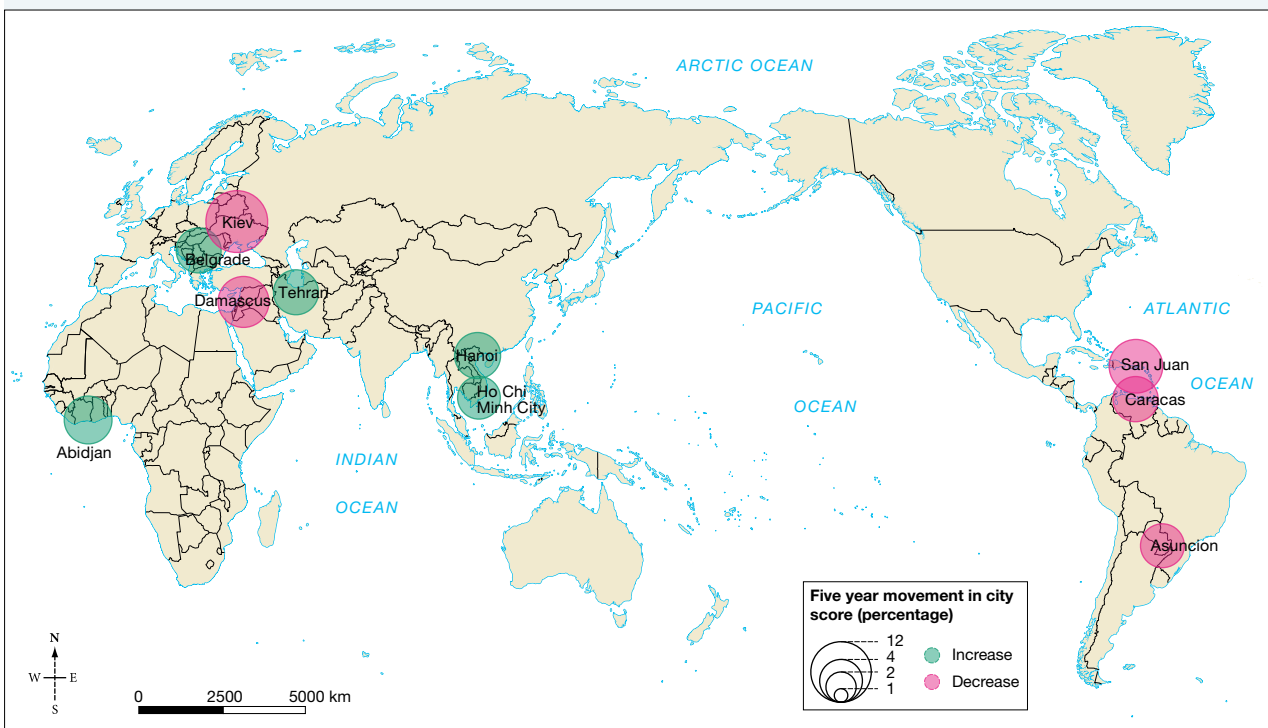 ARCTIC OCEAN
Kiev
Belgrade
Damascus
Tehran
PACIFIC
OCEAN
ATLANTIC
OCEAN
Hanoi
Ho Chi
Minh City
San Juan
Caracas
Abidjan
INDIAN
OCEAN
Asuncion
N
W E
S
0 2500 5000 km
Five year movement in city
score (percentage)
12
4
2
1
Increase
Decrease